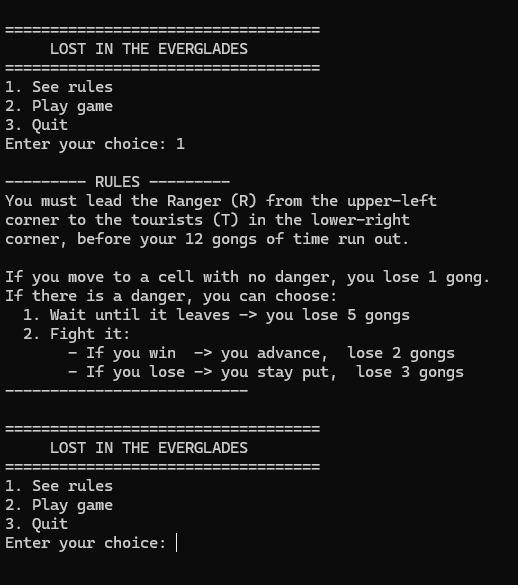 ===================================
     LOST IN THE EVERGLADES
===================================
1. See rules
2. Play game
3. Quit
Enter your choice: 1

--------- RULES ---------
You must lead the Ranger (R) from the upper-left
corner to the tourists (T) in the lower-right
corner, before your 12 gongs of time run out.

If you move to a cell with no danger, you lose 1 gong.
If there is a danger, you can choose:
  1. Wait until it leaves -> you lose 5 gongs
  2. Fight it:
       - If you win  -> you advance,  lose 2 gongs
       - If you lose -> you stay put,  lose 3 gongs
---------------------------

===================================
     LOST IN THE EVERGLADES
===================================
1. See rules
2. Play game
3. Quit
Enter your choice: